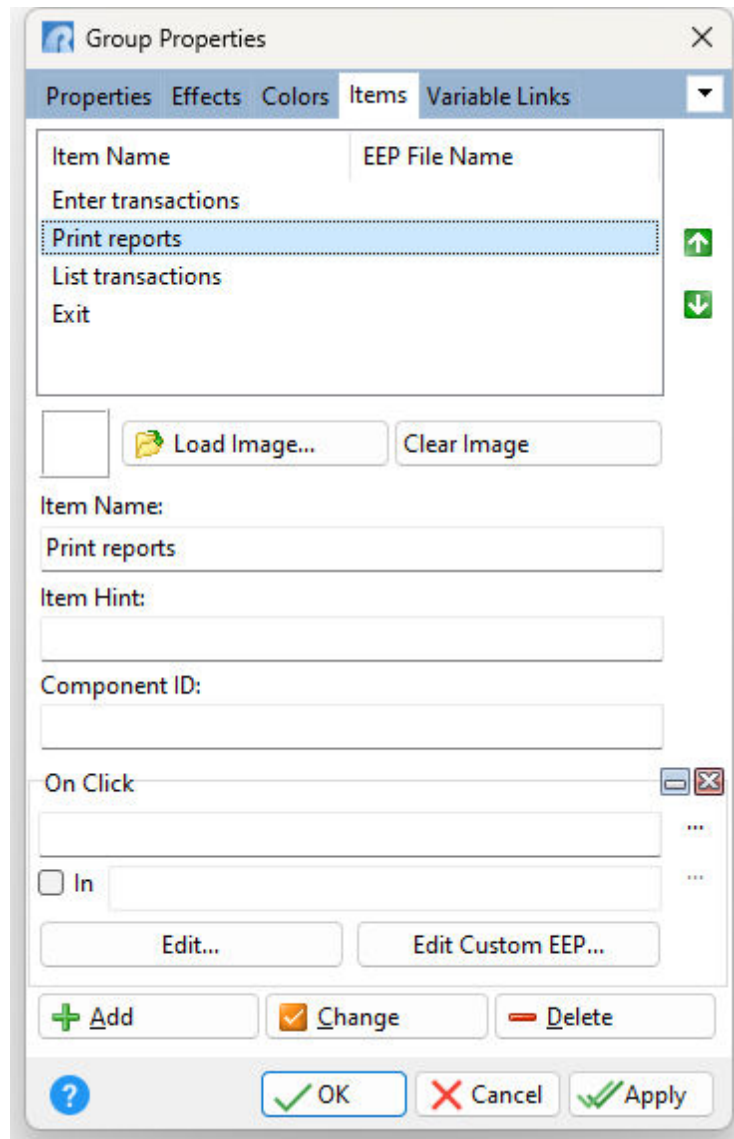 Group Properties
Properties Effects Colors Items Variable Links
Item Name EEP File Name
Enter transactions
Print reports
List transactions
Exit
Load Image... Clear Image
Item Name:
Print reports
Item Hint:
Component ID:
On Click
...
In ...
Edit... Edit Custom EEP...
Add Change Delete
? OK Cancel Apply